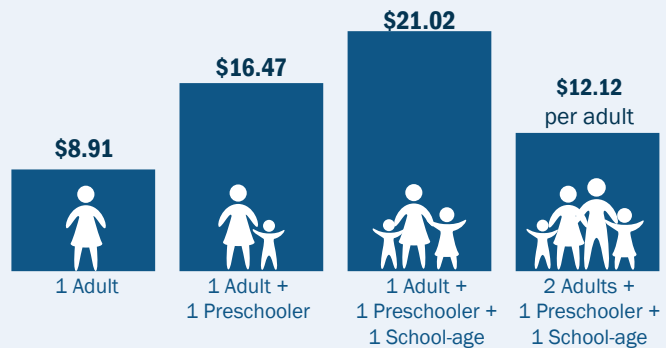 $8.91
1 Adult
$16.47
1 Adult +
1 Preschooler
$21.02
1 Adult +
1 Preschooler +
1 School-age
$12.12
per adult
2 Adults +
1 Preschooler +
1 School-age